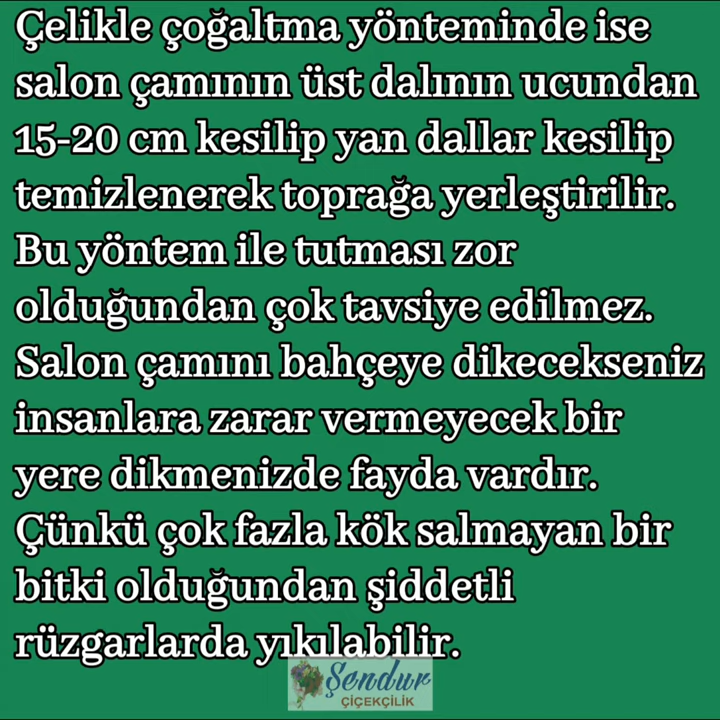 Çelikle çoğaltma yönteminde ise
salon çamının üst dalının ucundan
15-20 cm kesilip yan dallar kesilip
temizlenerek toprağa yerleştirilir.
Bu yöntem ile tutması zor
olduğundan çok tavsiye edilmez.
Salon çamını bahçeye dikecekseniz
insanlara zarar vermeyecek bir
yere dikmenizde fayda vardır.
Çünkü çok fazla kök salmayan bir
bitki olduğundan şiddetli
rüzgarlarda yıkılabilir.
Şendur
ÇİÇEKÇİLİK